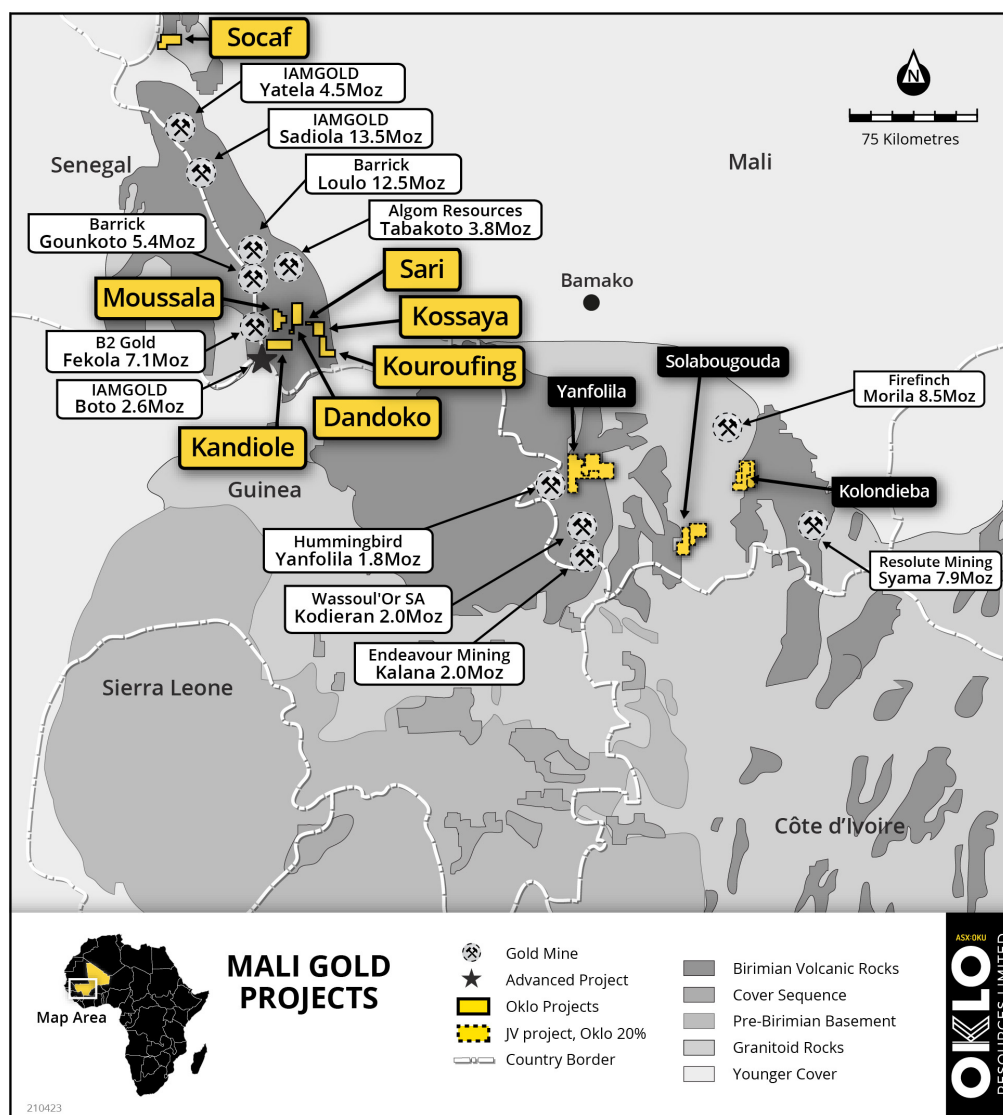 Socaf
IAMGOLD
Yatela 4.5Moz
IAMGOLD
Sadiola 13.5Moz
N
75 Kilometres
Senegal
Mali
Barrick
Loulo 12.5Moz
Algom Resources
Tabakoto 3.8Moz
Barrick
Gounkoto 5.4Moz
Sari
Bamako
Moussala
Kossaya
B2 Gold
Fekola 7.1Moz
Kouroufing
Solabougouda
IAMGOLD
Boto 2.6Moz
Yanfolila
Firefinch
Morila 8.5Moz
Dandoko
Kandiole
Guinea
Kolondieba
Hummingbird
Yanfolila 1.8Moz
Resolute Mining
Syama 7.9Moz
Wassoul'Or SA
Kodieran 2.0Moz
Endeavour Mining
Kalana 2.0Moz
Sierra Leone
Côte d'Ivoire
MALI GOLD
PROJECTS
Map Area
Gold Mine
Advanced Project
Oklo Projects
JV project, Oklo 20%
Country Border
Birimian Volcanic Rocks
Cover Sequence
Pre-Birimian Basement
Granitoid Rocks
Younger Cover
ASX:OKU
OKLO
RESOURCES LIMITED
210423